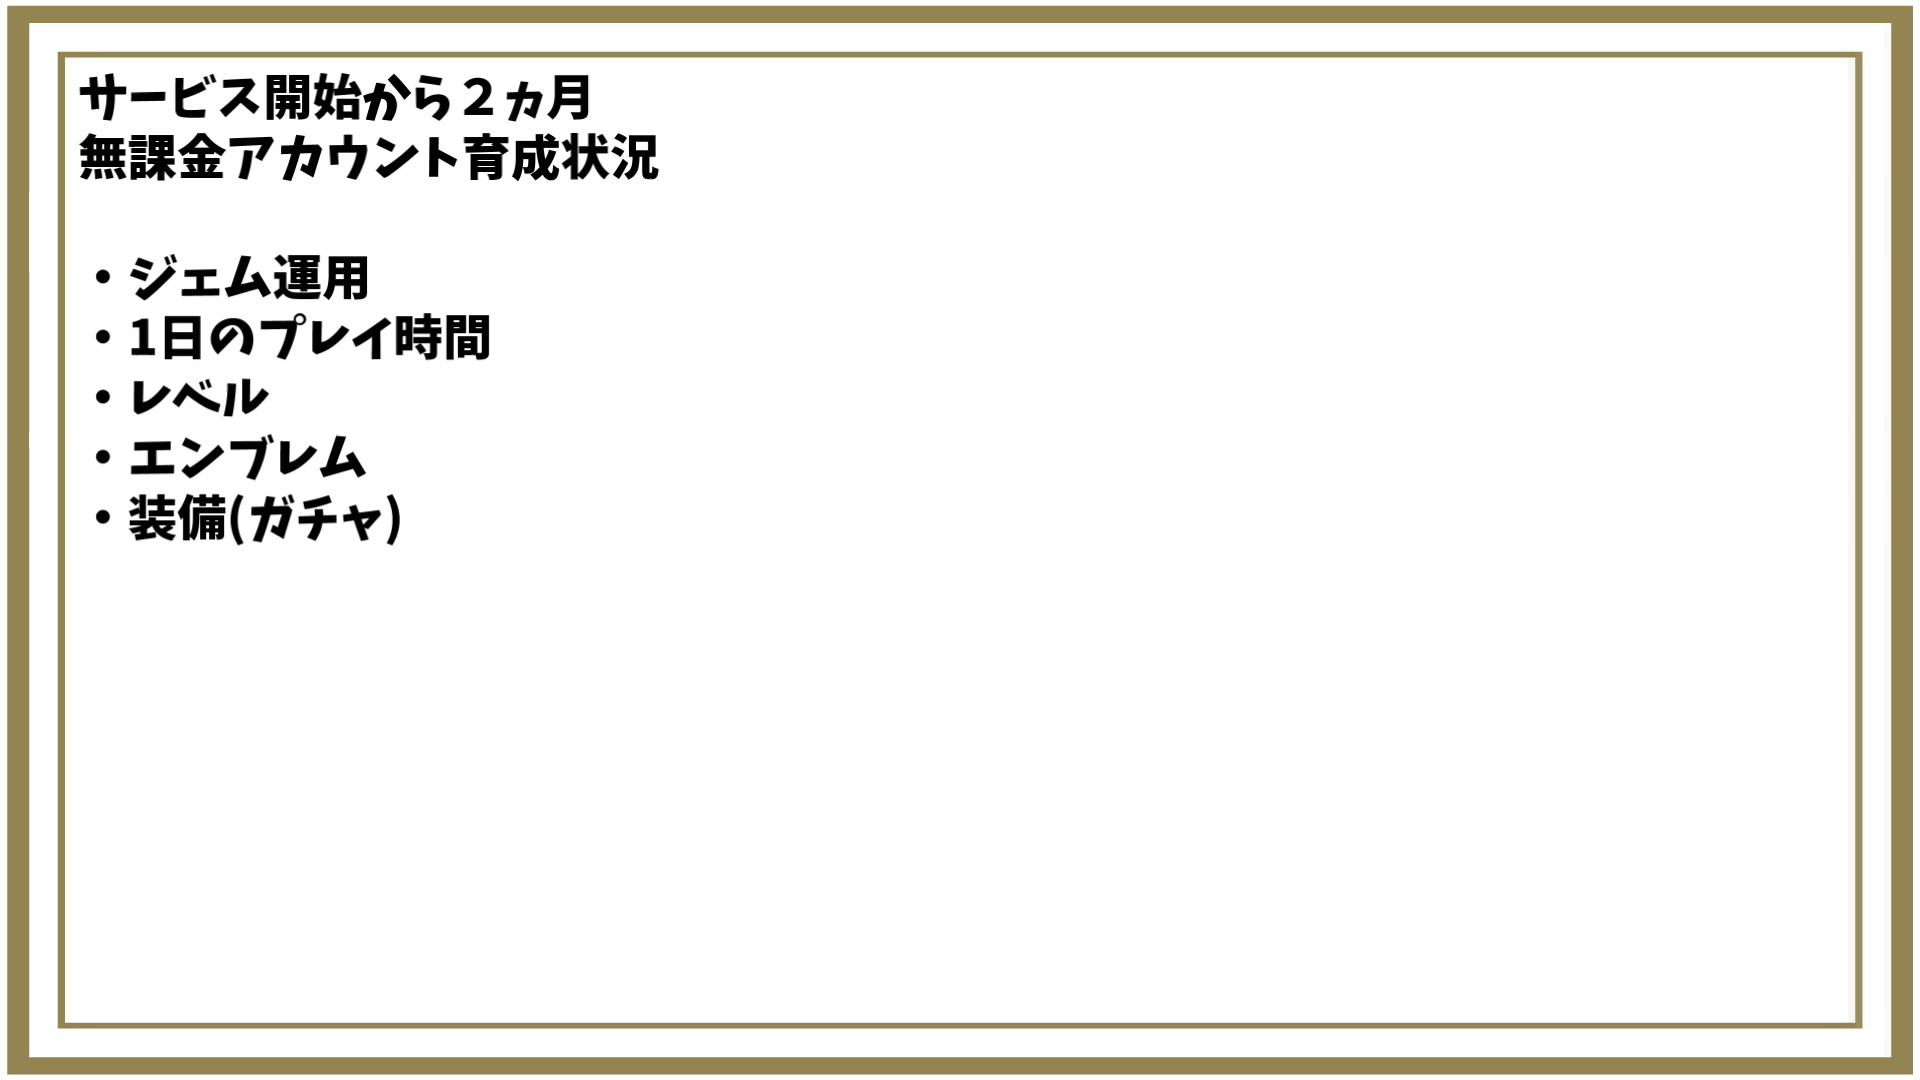 サービス開始から２ヵ月
無課金アカウント育成状況
・ジェム運用
・1日のプレイ時間
・レベル
・エンブレム
・装備(ガチャ)